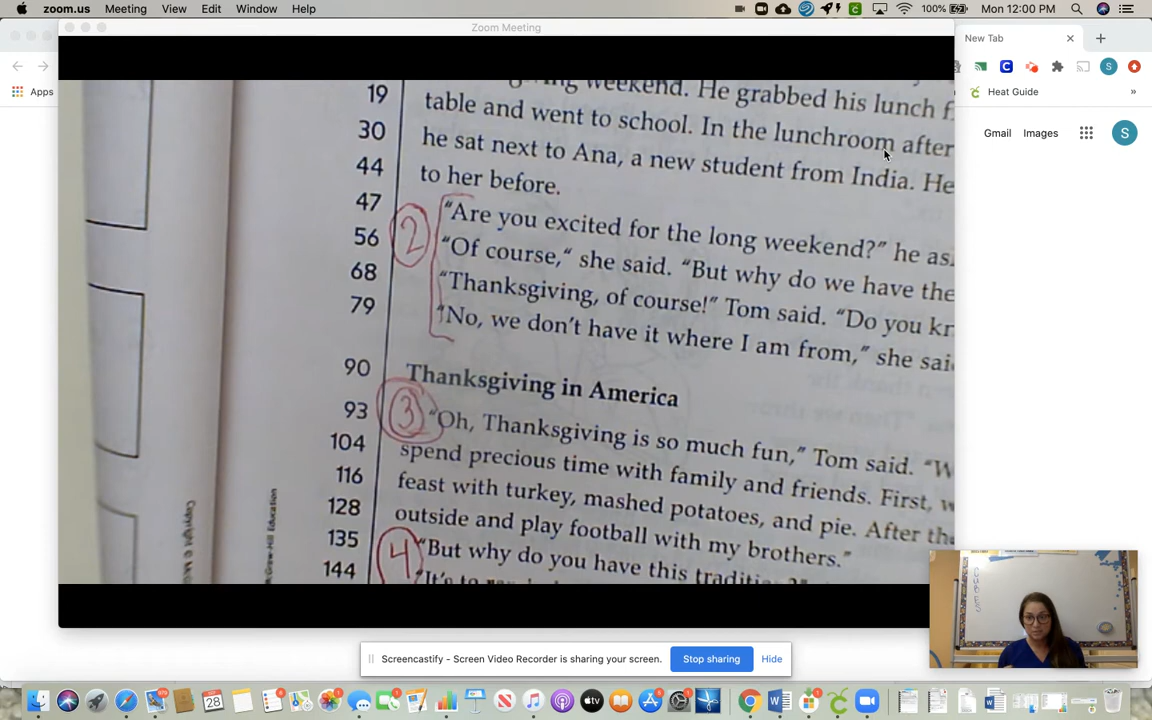 zoom.us Meeting View Edit Window Help
100% Mon 12:00 PM
Zoom Meeting
New Tab
Apps
Heat Guide
»
Gmail Images
S
19 weekend. He grabbed his lunch
30 table and went to school. In the lunchroom after
44 he sat next to Ana, a new student from India. He
to her before.
47 "Are you excited for the long weekend?" he
56 "Of course," she said. "But why do we have the
68 "Thanksgiving, of course!" Tom said. "Do you
79 "No, we don't have it where I am from," she
2
90 Thanksgiving in America
93 "Oh, Thanksgiving is so much fun," Tom said.
3
104 spend precious time with family and friends. First,
116 feast with turkey, mashed potatoes, and pie. After
128 outside and play football with my brothers."
135 "But why do you have this
4
144 "It's to
Copyright ©
Graw-Hill Education
Screencastify - Screen Video Recorder is sharing your screen.
Stop sharing
Hide